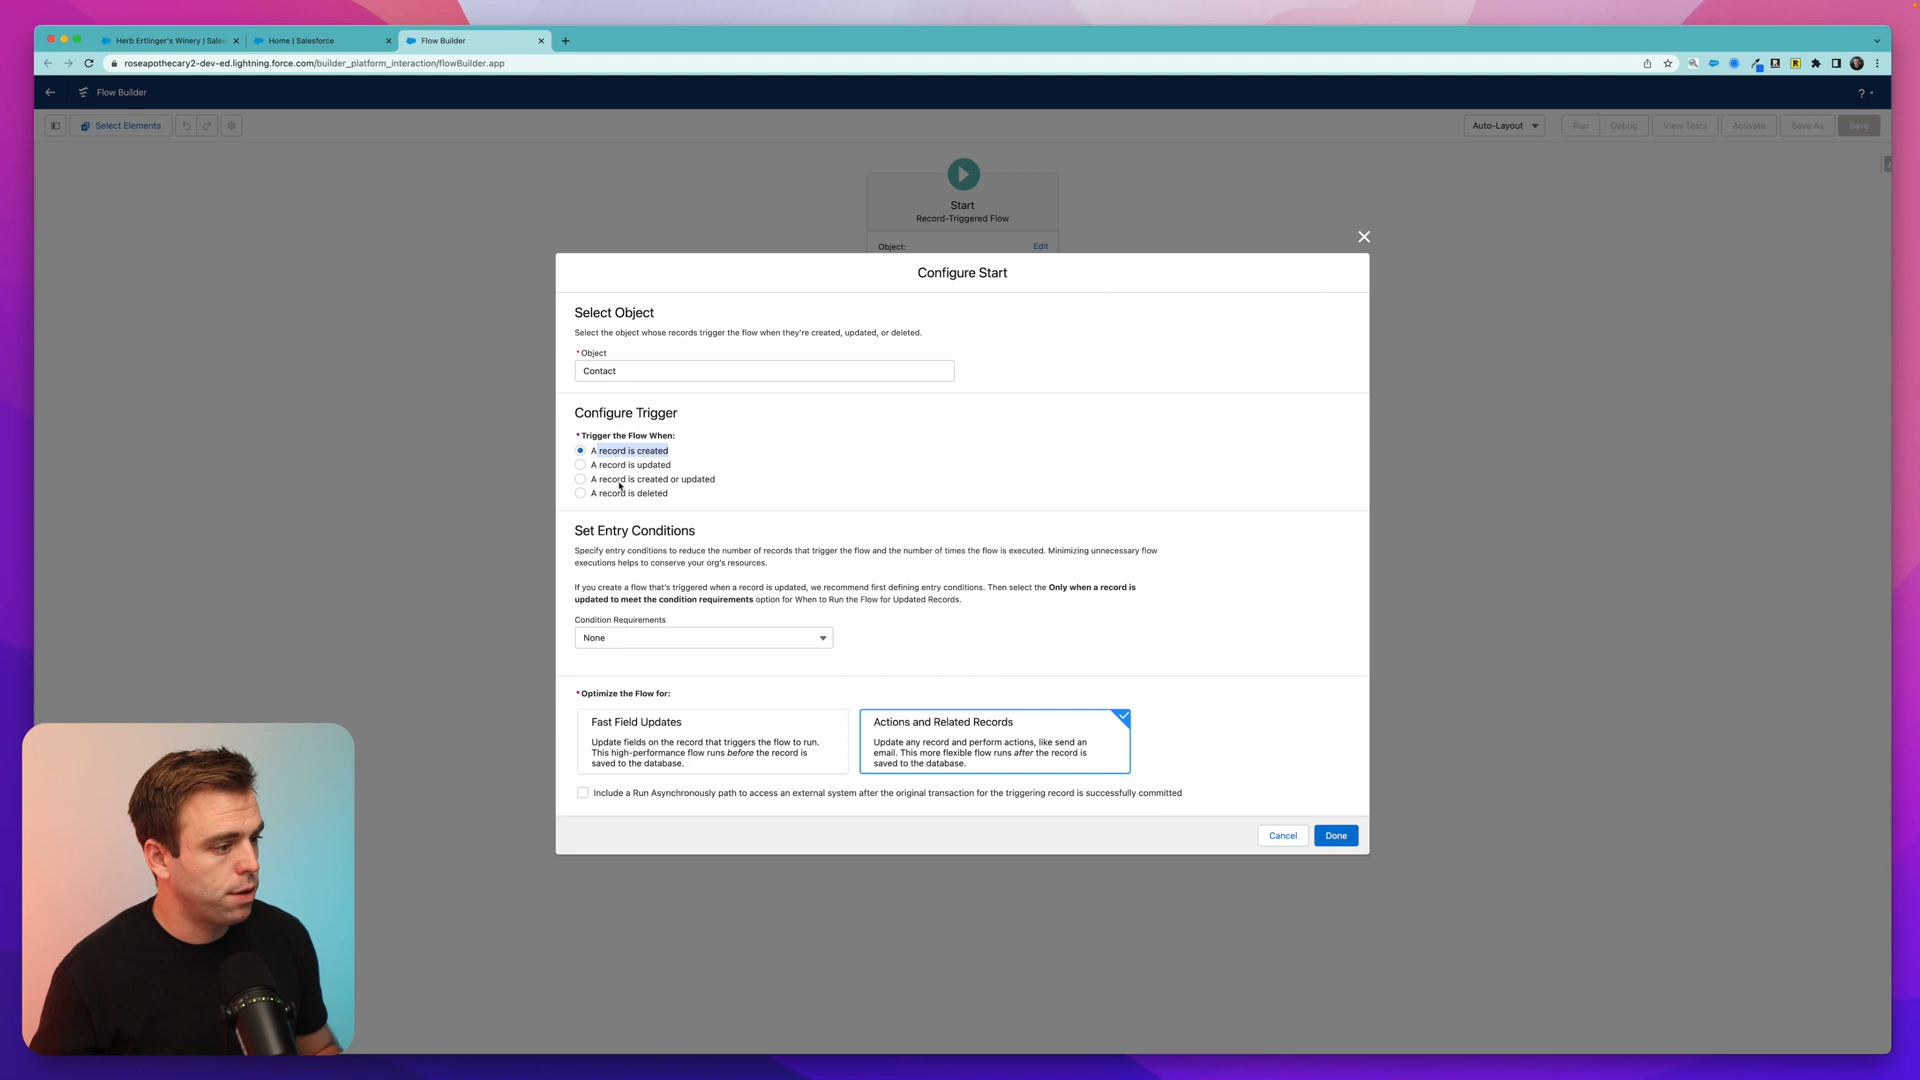 Herb Ertlinger's Winery | Sales
Home | Salesforce
Flow Builder
roseapothecary2-dev-ed.lightning.force.com/builder_platform_interaction/flowBuilder.app
Flow Builder
?
Select Elements
Auto-Layout
Run
Debug
View Tests
Activate
Save As
Save
Start
Record-Triggered Flow
Object:
Edit
Configure Start
Select Object
Select the object whose records trigger the flow when they're created, updated, or deleted.
* Object
Contact
Configure Trigger
* Trigger the Flow When:
A record is created
A record is updated
A record is created or updated
A record is deleted
Set Entry Conditions
Specify entry conditions to reduce the number of records that trigger the flow and the number of times the flow is executed. Minimizing unnecessary flow
executions helps to conserve your org's resources.
If you create a flow that's triggered when a record is updated, we recommend first defining entry conditions. Then select the Only when a record is
updated to meet the condition requirements option for When to Run the Flow for Updated Records.
Condition Requirements
None
* Optimize the Flow for:
Fast Field Updates
Update fields on the record that triggers the flow to run.
This high-performance flow runs before the record is
saved to the database.
Actions and Related Records
Update any record and perform actions, like send an
email. This more flexible flow runs after the record is
saved to the database.
Include a Run Asynchronously path to access an external system after the original transaction for the triggering record is successfully committed
Cancel
Done